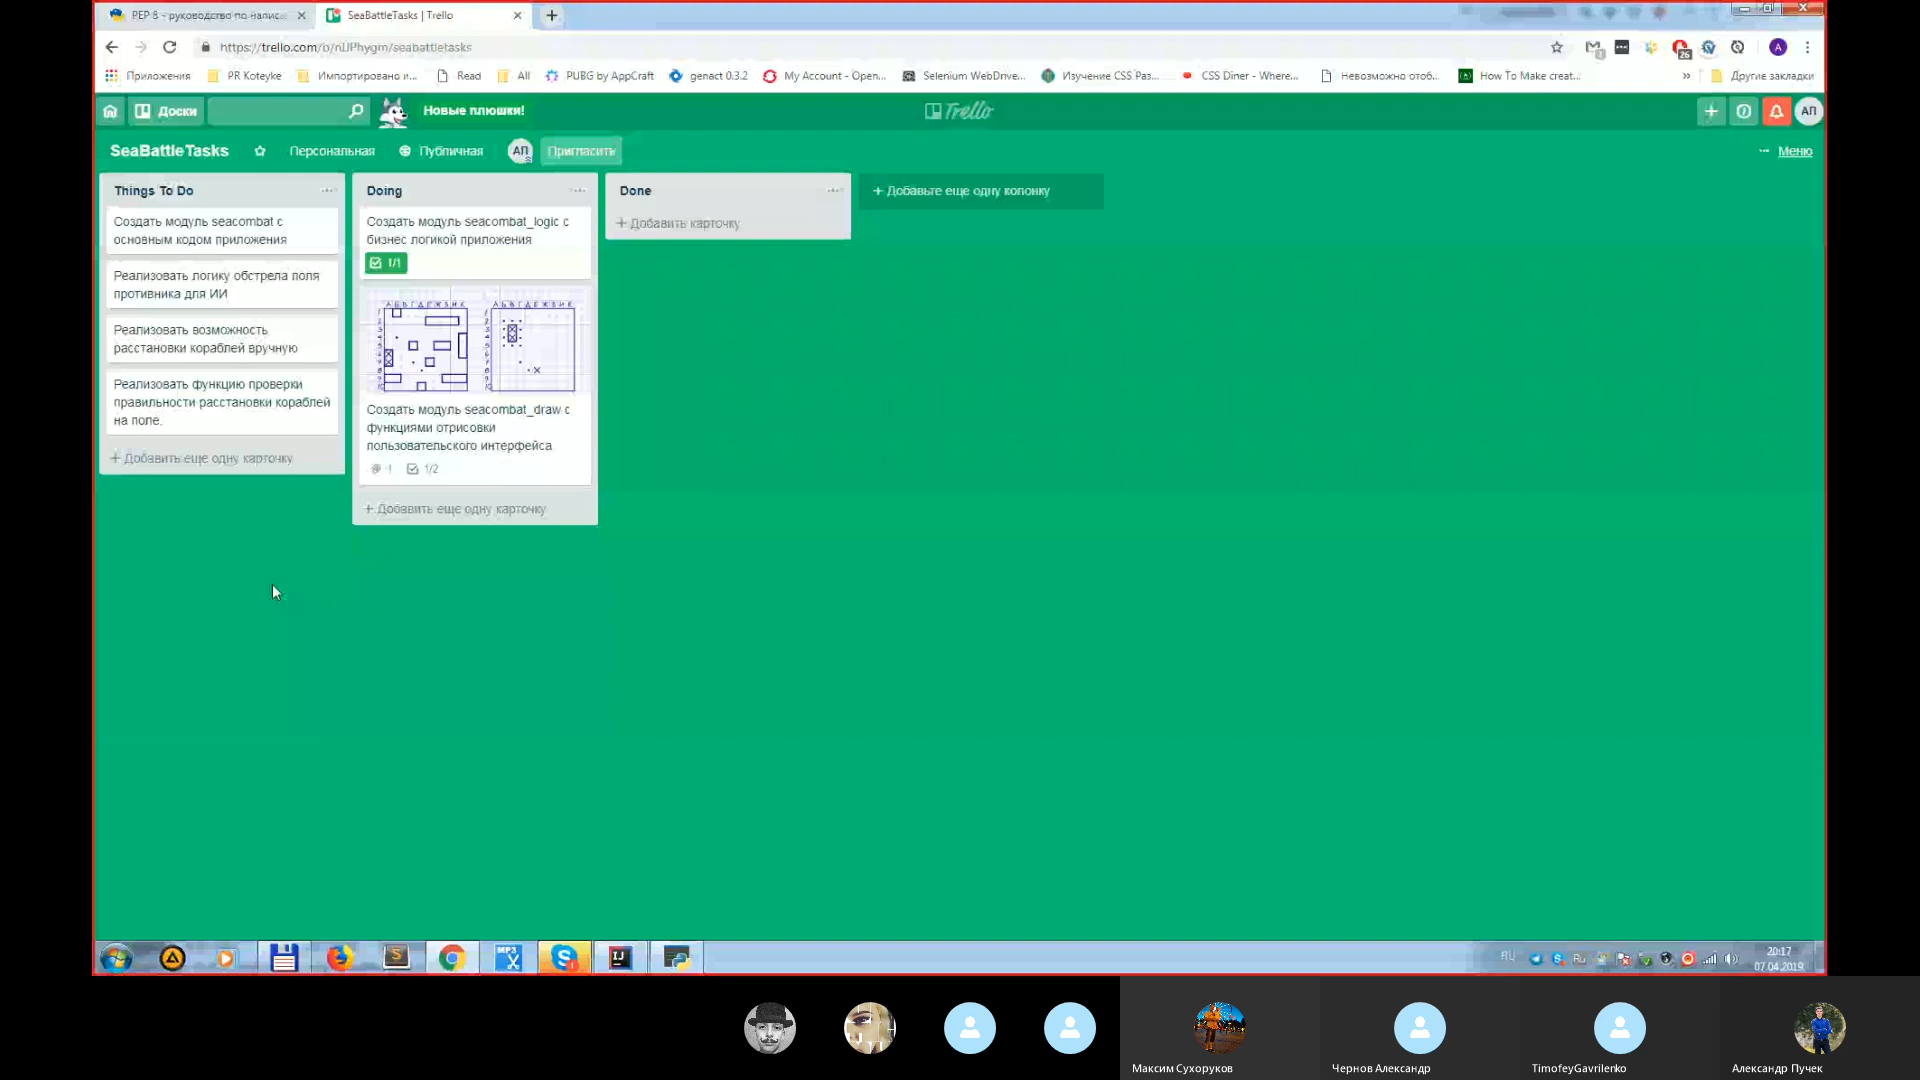 PEP 8 - руководство по напис...
SeaBattleTasks | Trello
seabattletasks
Приложения
PR Koteyke
Импортировано и...
Read
All
PUBG by AppCraft
genact 0.3.2
My Account - Open...
Selenium WebDrive...
Изучение CSS Раз...
CSS Diner - Where...
Невозможно отоб...
How To Make creat...
Другие закладки
Доски
Новые плюшки!
Trello
АП
SeaBattleTasks
Персональная
Публичная
АП
Пригласить
Меню
Things To Do
Создать модуль seacombat с
основным кодом приложения
Реализовать логику обстрела поля
противника для ИИ
Реализовать возможность
расстановки кораблей вручную
Реализовать функцию проверки
правильности расстановки кораблей
на поле.
+ Добавить еще одну карточку
Doing
Создать модуль seacombat_logic с
бизнес логикой приложения
1/1
Создать модуль seacombat_draw с
функциями отрисовки
пользовательского интерфейса
1 1/2
+ Добавить еще одну карточку
Done
+ Добавить карточку
+ Добавьте еще одну колонку
RU
20:17
07.04.2019
Максим Сухоруков
Чернов Александр
TimofeyGavrilenko
Александр Пучек